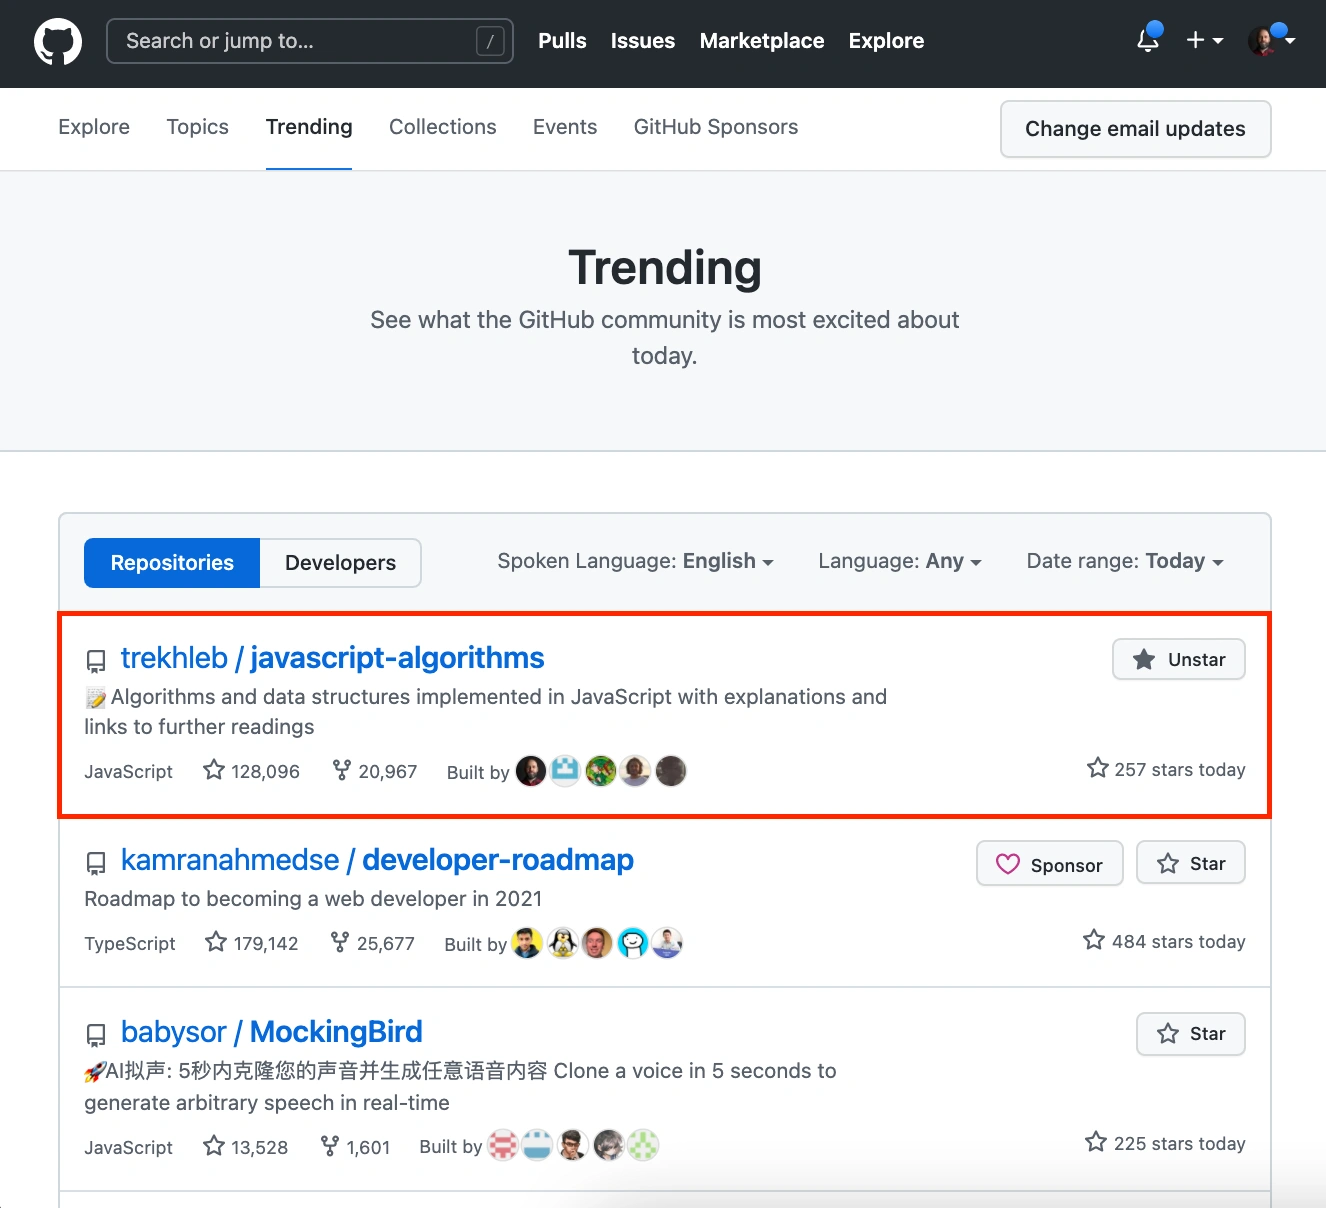 Search or jump to... /
Pulls Issues Marketplace Explore
Explore Topics Trending Collections Events GitHub Sponsors
Change email updates
Trending
See what the GitHub community is most excited about
today.
Repositories Developers
Spoken Language: English Language: Any Date range: Today
trekhleb / javascript-algorithms
Unstar
📝 Algorithms and data structures implemented in JavaScript with explanations and
links to further readings
JavaScript 128,096 20,967 Built by 257 stars today
kamranahmedse / developer-roadmap
Sponsor Star
Roadmap to becoming a web developer in 2021
TypeScript 179,142 25,677 Built by 484 stars today
babysor / MockingBird
Star
🚀AI拟声: 5秒内克隆您的声音并生成任意语音内容 Clone a voice in 5 seconds to
generate arbitrary speech in real-time
JavaScript 13,528 1,601 Built by 225 stars today